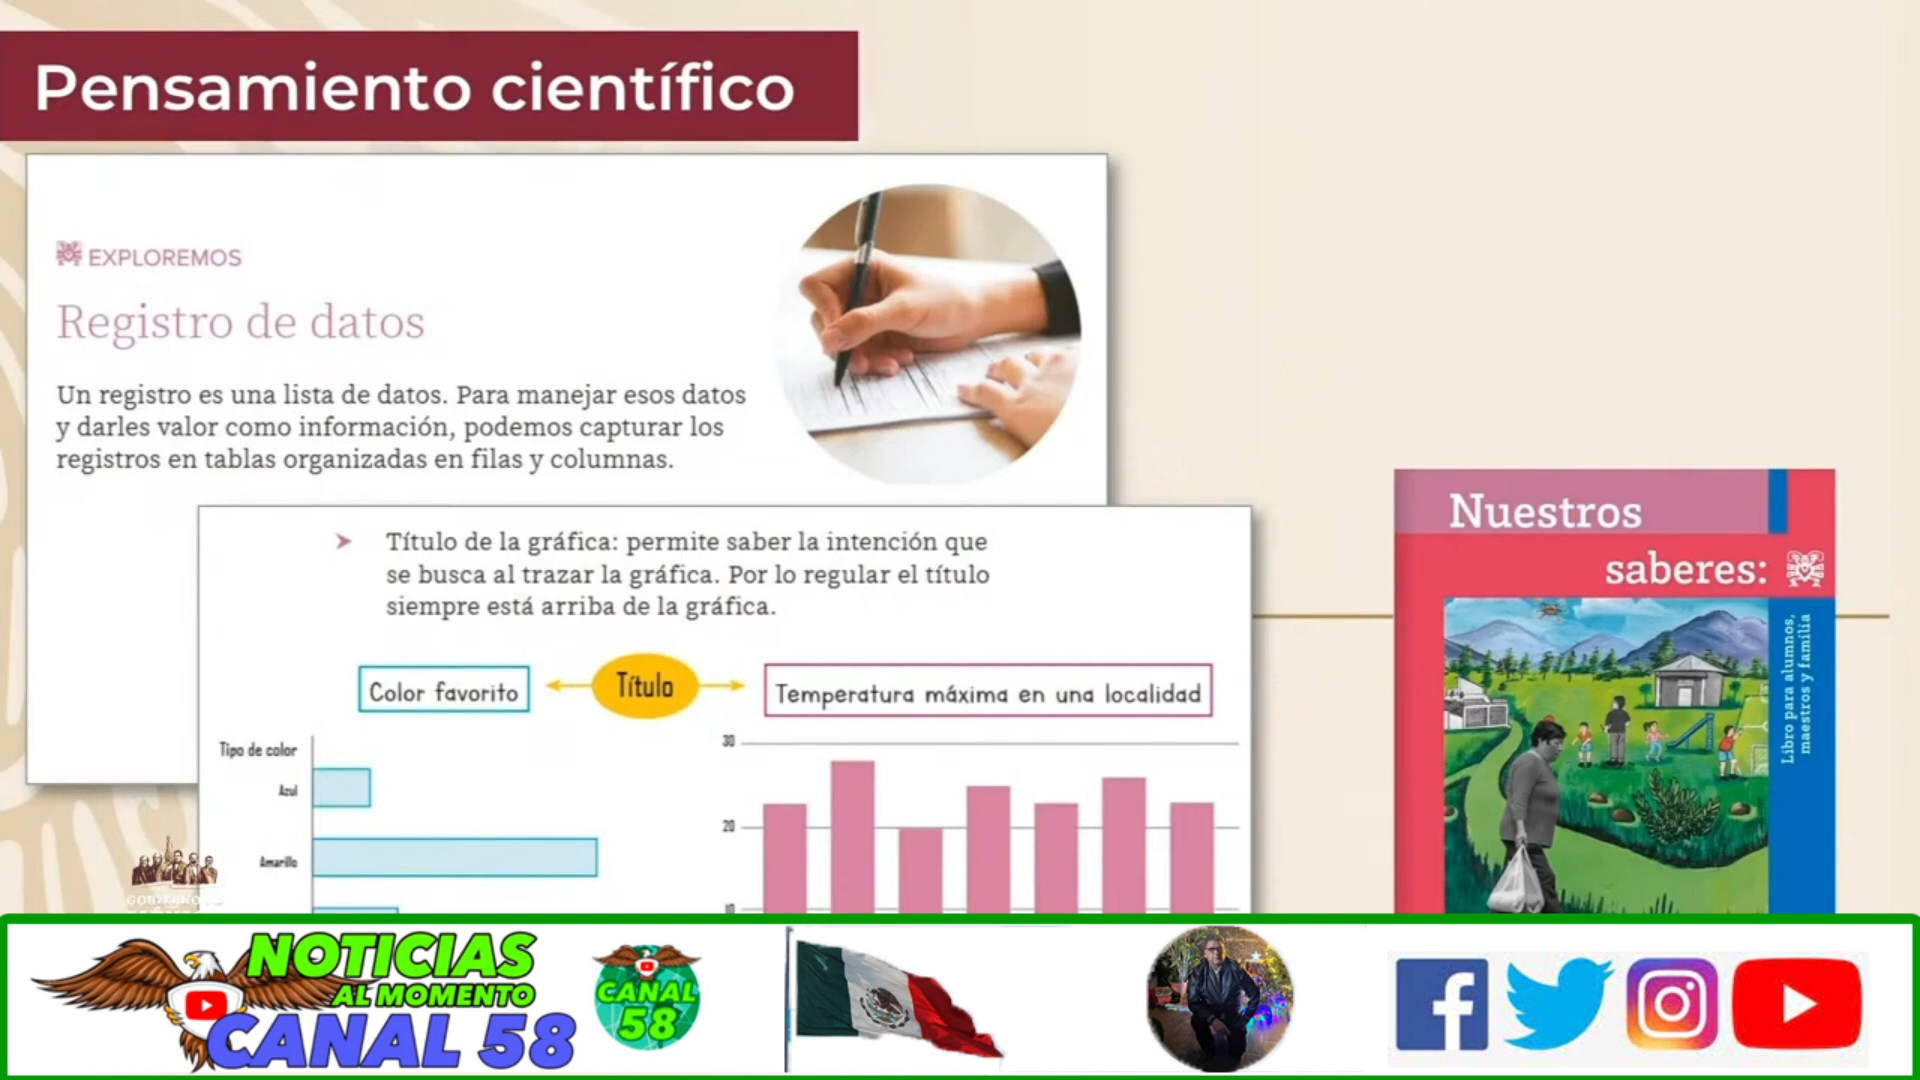 Pensamiento científico
EXPLOREMOS
Registro de datos
Un registro es una lista de datos. Para manejar esos datos
y darles valor como información, podemos capturar los
registros en tablas organizadas en filas y columnas.
Título de la gráfica: permite saber la intención que
se busca al trazar la gráfica. Por lo regular el título
siempre está arriba de la gráfica.
Color favorito
Título
Temperatura máxima en una localidad
Tipo de color
Azul
Amarillo
30
20
10
Nuestros
saberes:
Libro para alumnos,
maestros y familia
NOTICIAS
AL MOMENTO
CANAL 58
CANAL
58